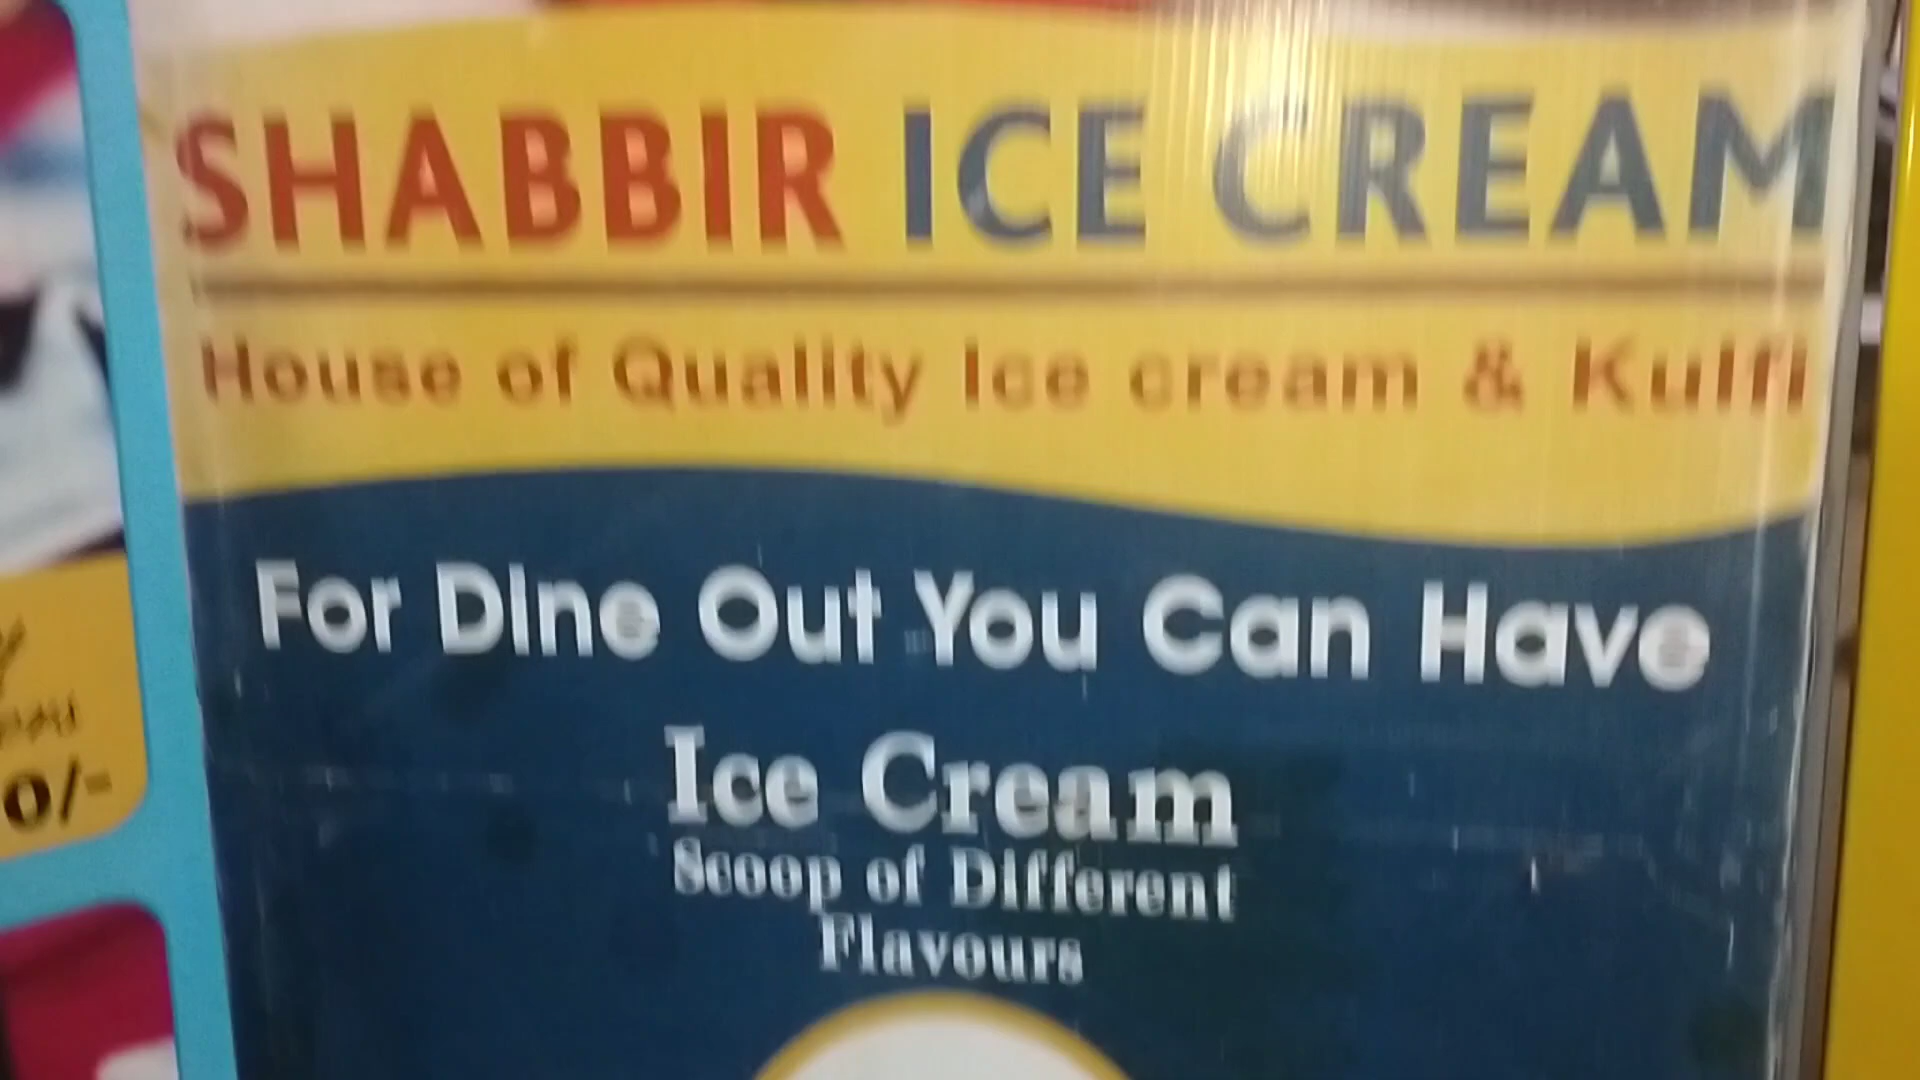 SHABBIR ICE CREAM
House of Quality Ice cream & Kulfi
For Dine Out You Can Have
Ice Cream
Scoop of Different
Flavours
0/-